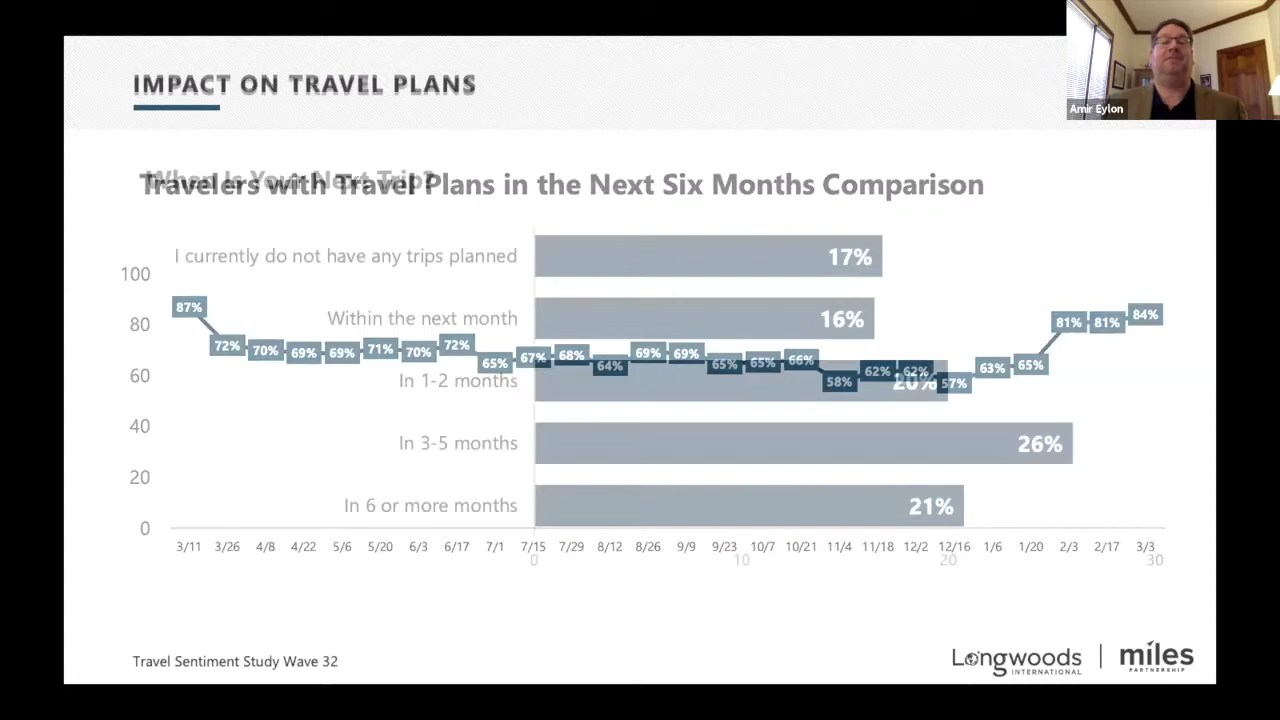 Amir Eylon
IMPACT ON TRAVEL PLANS
When Is Your Next Trip?
Travelers with Travel Plans in the Next Six Months Comparison
I currently do not have any trips planned
17%
Within the next month
16%
In 1-2 months
20%
In 3-5 months
26%
In 6 or more months
21%
100
80
60
40
20
0
87% 72% 70% 69% 69% 71% 70% 72% 65% 67% 68% 64% 69% 69% 65% 65% 66% 58% 62% 62% 57% 63% 65% 81% 81% 84%
3/11 3/26 4/8 4/22 5/6 5/20 6/3 6/17 7/1 7/15 7/29 8/12 8/26 9/9 9/23 10/7 10/21 11/4 11/18 12/2 12/16 1/6 1/20 2/3 2/17 3/3
0 10 20 30
Travel Sentiment Study Wave 32
Longwoods
INTERNATIONAL
miles
PARTNERSHIP